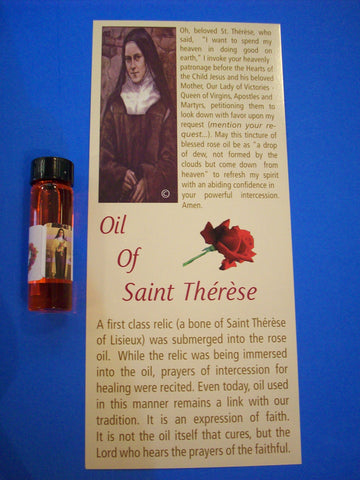 Oh, beloved St. Thérèse, who
said, "I want to spend my
heaven in doing good on
earth," I invoke your heavenly
patronage before the Hearts of
the Child Jesus and his beloved
Mother, Our Lady of Victories -
Queen of Virgins, Apostles and
Martyrs, petitioning them to
look down with favor upon my
request (mention your re-
quest...). May this tincture of
blessed rose oil be as "a drop
of dew, not formed by the
clouds but come down from
heaven" to refresh my spirit
with an abiding confidence in
your powerful intercession.
Amen.
©
Oil
Of
Saint Thérèse
A first class relic (a bone of Saint Thérèse
of Lisieux) was submerged into the rose
oil. While the relic was being immersed
into the oil, prayers of intercession for
healing were recited. Even today, oil used
in this manner remains a link with our
tradition. It is an expression of faith.
It is not the oil itself that cures, but the
Lord who hears the prayers of the faithful.